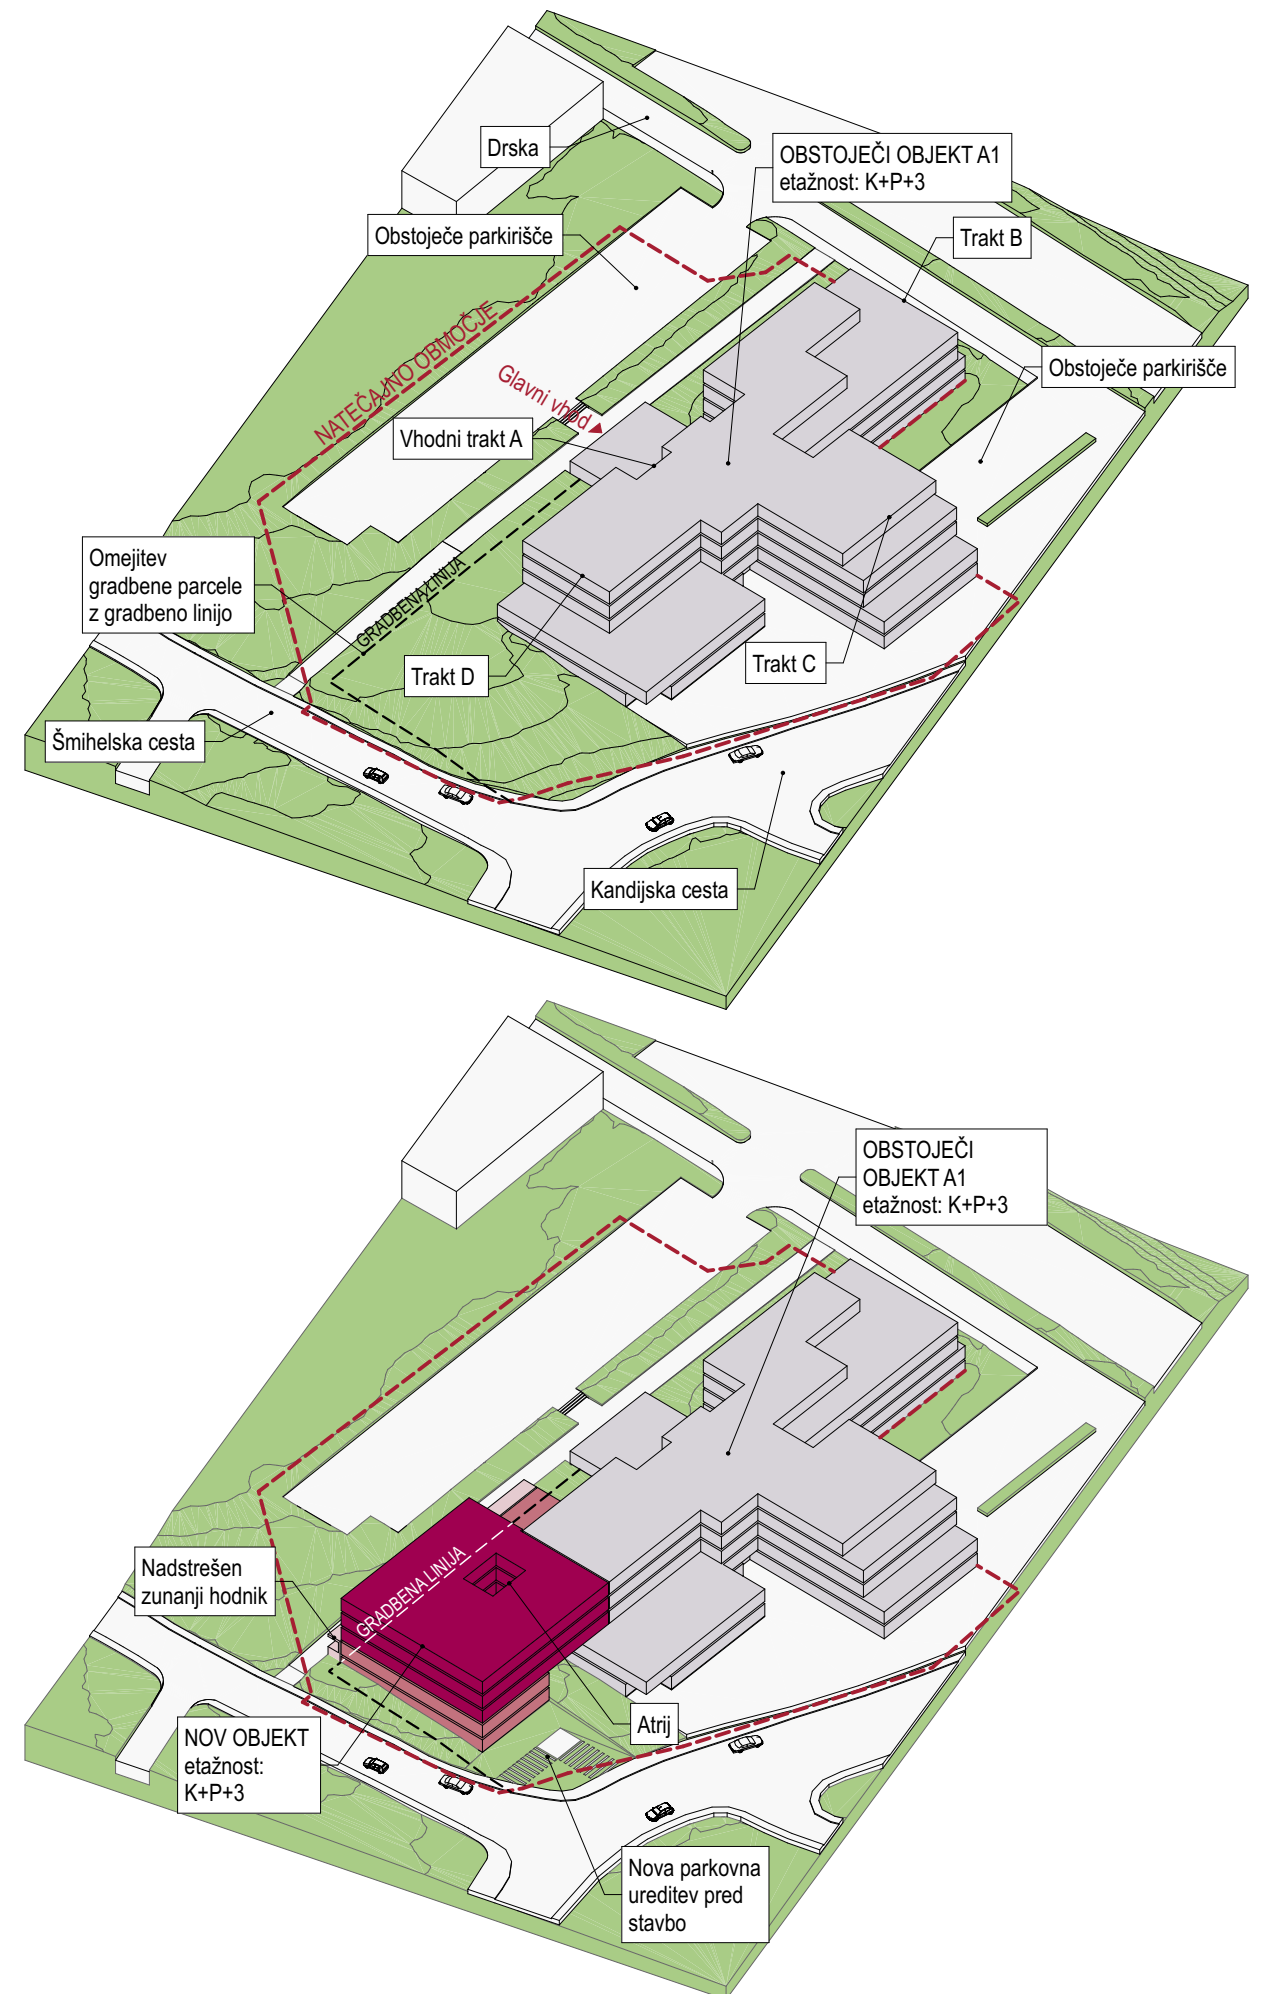 Drska
OBSTOJEČI OBJEKT A1
etažnost: K+P+3
Trakt B
Obstoječe parkirišče
Obstoječe parkirišče
NATEČAJNO OBMOČJE
Glavni vhod
Vhodni trakt A
Omejitev
gradbene parcele
z gradbeno linijo
GRADBENA LINIJA
Trakt D
Trakt C
Šmihelska cesta
Kandijska cesta
OBSTOJEČI
OBJEKT A1
etažnost: K+P+3
Nadstrešen
zunanji hodnik
GRADBENA LINIJA
Atrij
NOV OBJEKT
etažnost:
K+P+3
Nova parkovna
ureditev pred
stavbo